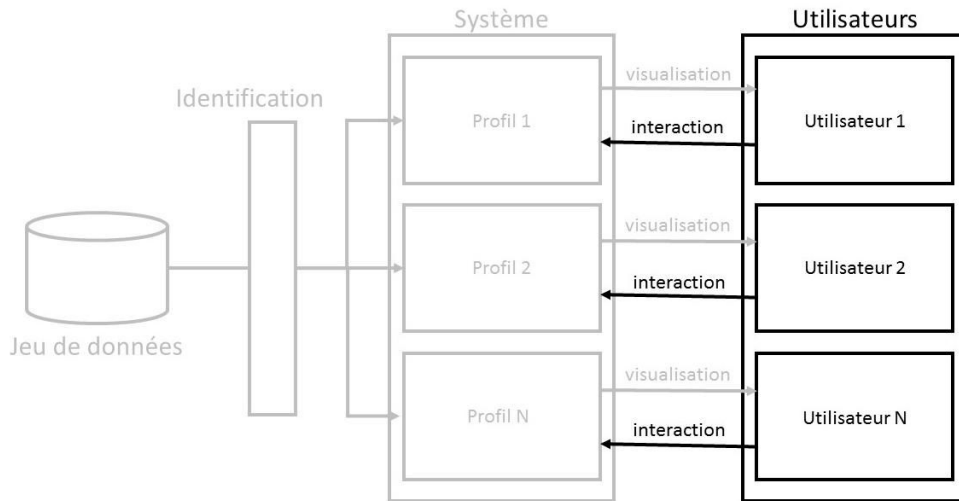 Système
Utilisateurs
Identification
Profil 1
visualisation
interaction
Utilisateur 1
Profil 2
visualisation
interaction
Utilisateur 2
Jeu de données
Profil N
visualisation
interaction
Utilisateur N